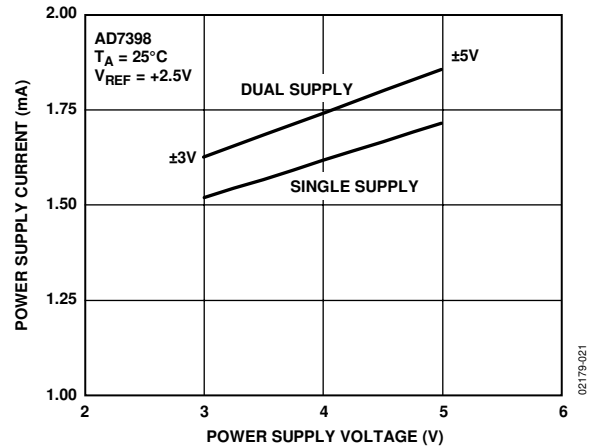 2.00
AD7398
TA = 25°C
VREF = +2.5V
±5V
DUAL SUPPLY
1.75
±3V
SINGLE SUPPLY
1.50
1.25
1.00
2 3 4 5 6
POWER SUPPLY VOLTAGE (V)
POWER SUPPLY CURRENT (mA)
02179-021